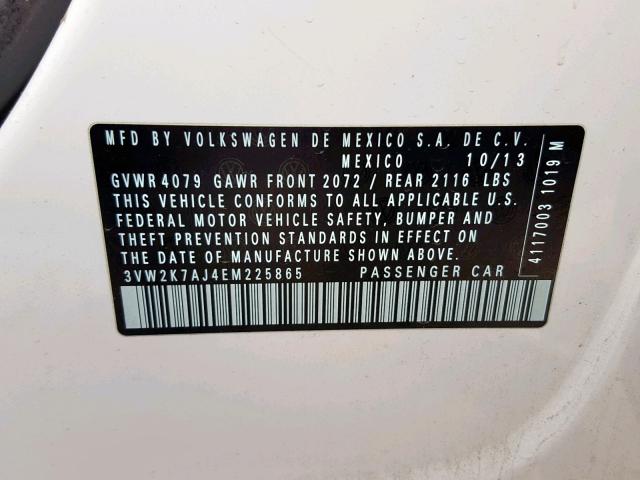 MFD BY VOLKSWAGEN DE MEXICO S.A. DE C.V.
MEXICO 10/13
GVWR 4079 GAWR FRONT 2072 / REAR 2116 LBS
THIS VEHICLE CONFORMS TO ALL APPLICABLE U.S.
FEDERAL MOTOR VEHICLE SAFETY, BUMPER AND
THEFT PREVENTION STANDARDS IN EFFECT ON
THE DATE OF MANUFACTURE SHOWN ABOVE.
3VW2K7AJ4EM225865 PASSENGER CAR
4117003 1019 M